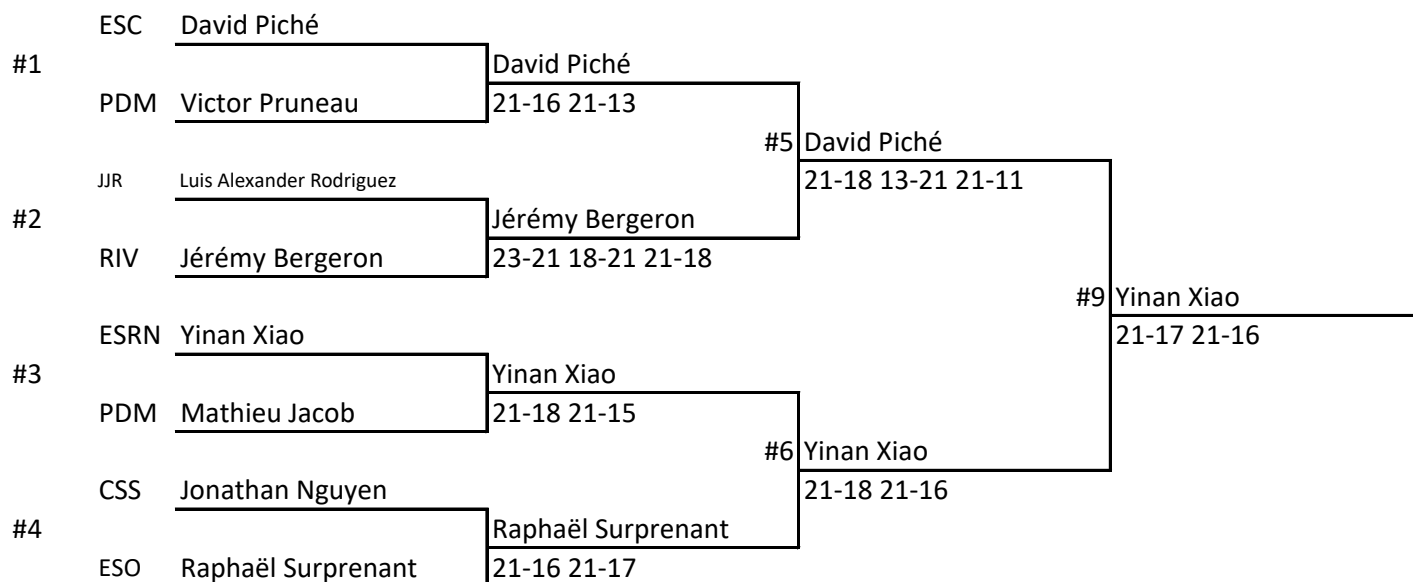 ESC David Piché
#1 David Piché
PDM Victor Pruneau 21-16 21-13
#5 David Piché
JJR Luis Alexander Rodriguez 21-18 13-21 21-11
#2 Jérémy Bergeron
RIV Jérémy Bergeron 23-21 18-21 21-18
#9 Yinan Xiao
ESRN Yinan Xiao 21-17 21-16
#3 Yinan Xiao
PDM Mathieu Jacob 21-18 21-15
#6 Yinan Xiao
CSS Jonathan Nguyen 21-18 21-16
#4 Raphaël Surprenant
ESO Raphaël Surprenant 21-16 21-17